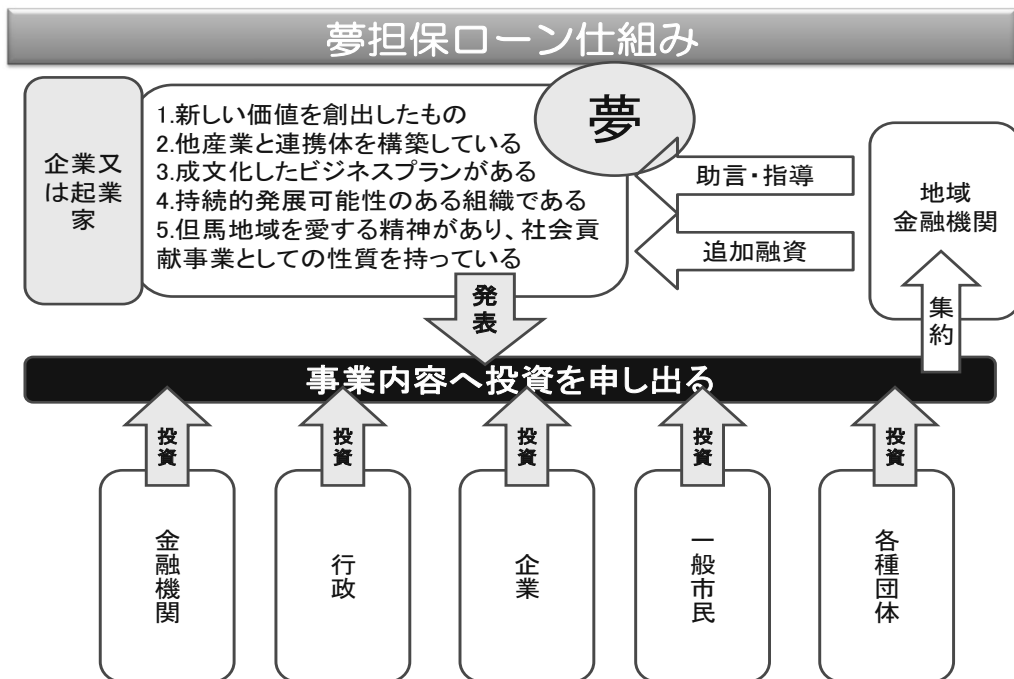 夢担保ローン仕組み
企業又
は起業
家
1.新しい価値を創出したもの
2.他産業と連携体を構築している
3.成文化したビジネスプランがある
4.持続的発展可能性のある組織である
5.但馬地域を愛する精神があり、社会貢
献事業としての性質を持っている
夢
助言・指導
追加融資
地域
金融機関
発表
集約
事業内容へ投資を申し出る
投資
投資
投資
投資
投資
金融機関
行政
企業
一般市民
各種団体